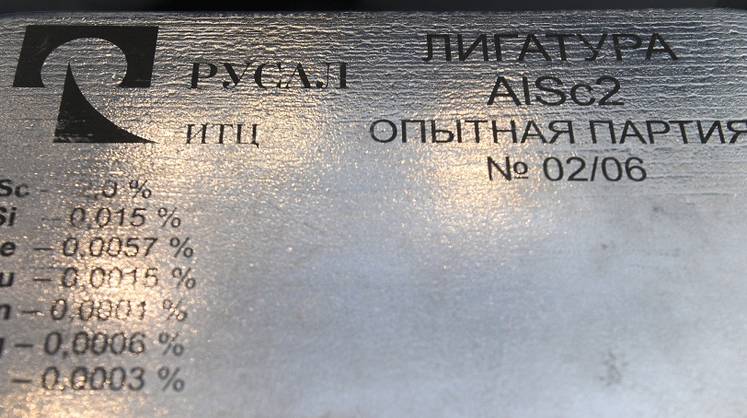 РУСАЛ
ИТЦ
ЛИГАТУРА
AlSc2
ОПЫТНАЯ ПАРТИЯ
№ 02/06
Sc - ,0 %
Si – 0,015 %
e – 0,0057 %
u – 0,0015 %
n – 0,0001 %
– 0,0006 %
– 0,0003 %